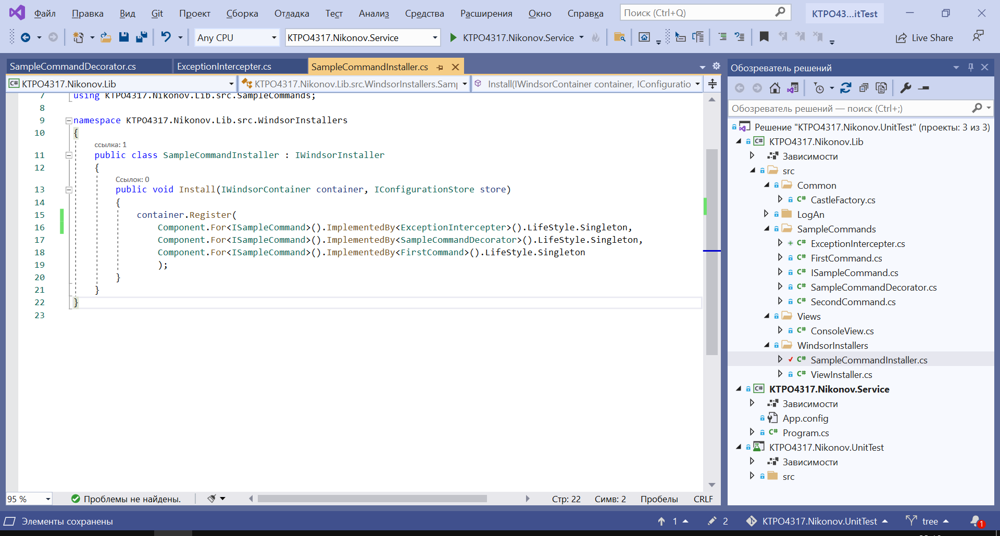 Файл Правка Вид Git Проект Сборка Отладка Тест Анализ Средства Расширения Окно Справка Поиск (Ctrl+Q) КТРО43...itTest
Any CPU KTPO4317.Nikonov.Service KTPO4317.Nikonov.Service Live Share
SampleCommandDecorator.cs ExceptionIntercepter.cs SampleCommandInstaller.cs
C# KTPO4317.Nikonov.Lib KTPO4317.Nikonov.Lib.src.WindsorInstallers.Samp Install(IWindsorContainer container, IConfiguratio
7 using KTPO4317.Nikonov.Lib.src.SampleCommands;
8
9 namespace KTPO4317.Nikonov.Lib.src.WindsorInstallers
10 {
ссылка: 1
11 public class SampleCommandInstaller : IWindsorInstaller
12 {
Ссылок: 0
13 public void Install(IWindsorContainer container, IConfigurationStore store)
14 {
15 container.Register(
16 Component.For<ISampleCommand>().ImplementedBy<ExceptionIntercepter>().LifeStyle.Singleton,
17 Component.For<ISampleCommand>().ImplementedBy<SampleCommandDecorator>().LifeStyle.Singleton,
18 Component.For<ISampleCommand>().ImplementedBy<FirstCommand>().LifeStyle.Singleton
19 );
20 }
21 }
22 }
23
95 % Проблемы не найдены. Стр: 22 Симв: 2 Пробелы CRLF
Обозреватель решений
Обозреватель решений — поиск (Ctrl+;)
Решение "KTPO4317.Nikonov.UnitTest" (проекты: 3 из 3)
C# KTPO4317.Nikonov.Lib
Зависимости
src
Common
C# CastleFactory.cs
LogAn
SampleCommands
C# ExceptionIntercepter.cs
C# FirstCommand.cs
C# ISampleCommand.cs
C# SampleCommandDecorator.cs
C# SecondCommand.cs
Views
C# ConsoleView.cs
WindsorInstallers
C# SampleCommandInstaller.cs
C# ViewInstaller.cs
C# KTPO4317.Nikonov.Service
Зависимости
App.config
C# Program.cs
KTPO4317.Nikonov.UnitTest
Зависимости
src
Элементы сохранены 1 2 KTPO4317.Nikonov.UnitTest tree 1